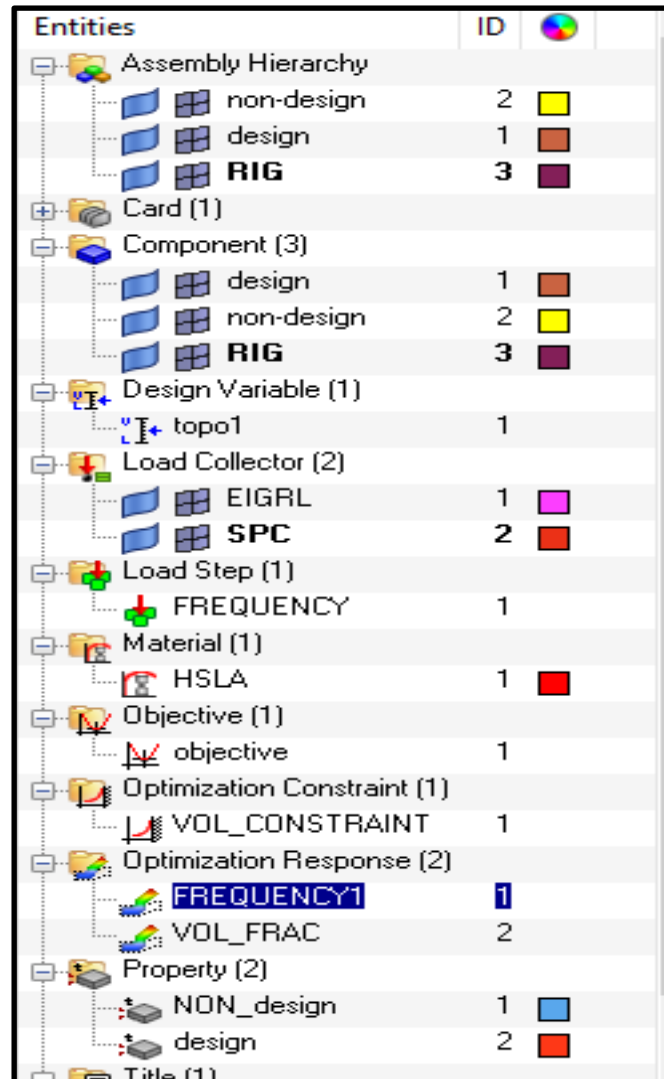 Entities ID
Assembly Hierarchy
non-design 2
design 1
RIG 3
Card (1)
Component (3)
design 1
non-design 2
RIG 3
Design Variable (1)
topo1 1
Load Collector (2)
EIGRL 1
SPC 2
Load Step (1)
FREQUENCY 1
Material (1)
HSLA 1
Objective (1)
objective 1
Optimization Constraint (1)
VOL_CONSTRAINT 1
Optimization Response (2)
FREQUENCY1 1
VOL_FRAC 2
Property (2)
NON_design 1
design 2
Title (1)